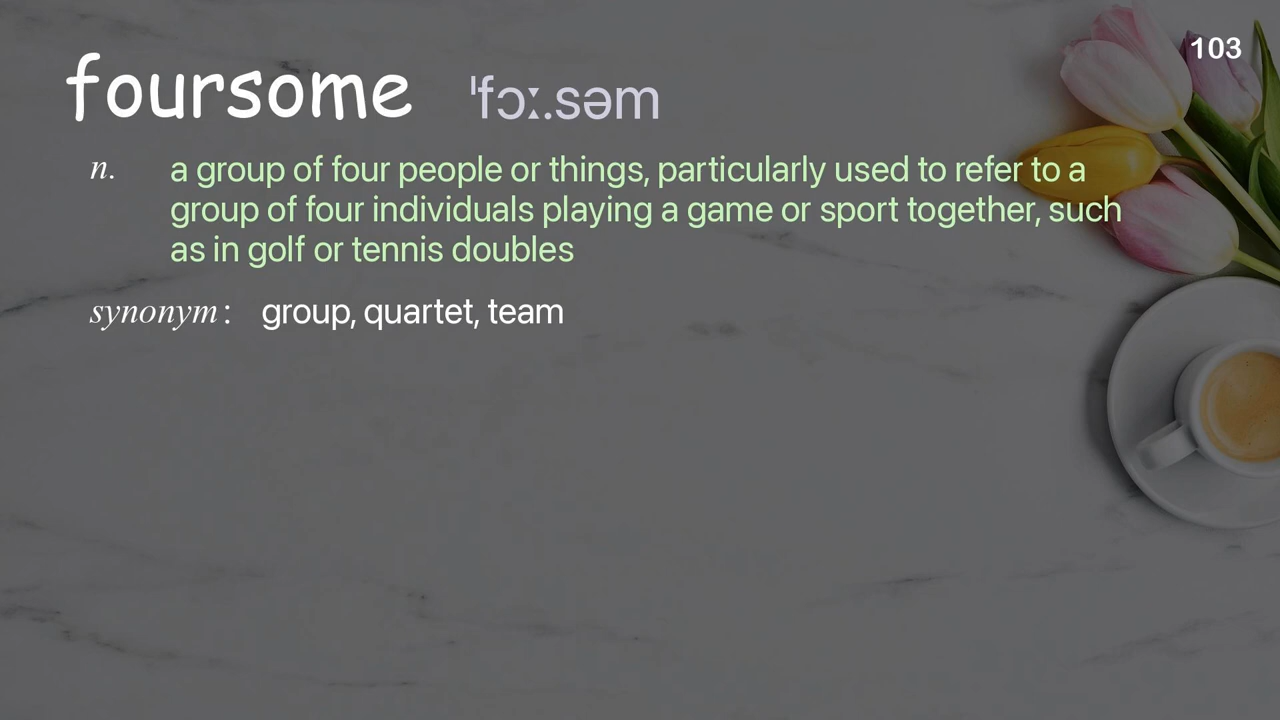 103
foursome ˈfɔː.səm
n. a group of four people or things, particularly used to refer to a
group of four individuals playing a game or sport together, such
as in golf or tennis doubles
synonym: group, quartet, team